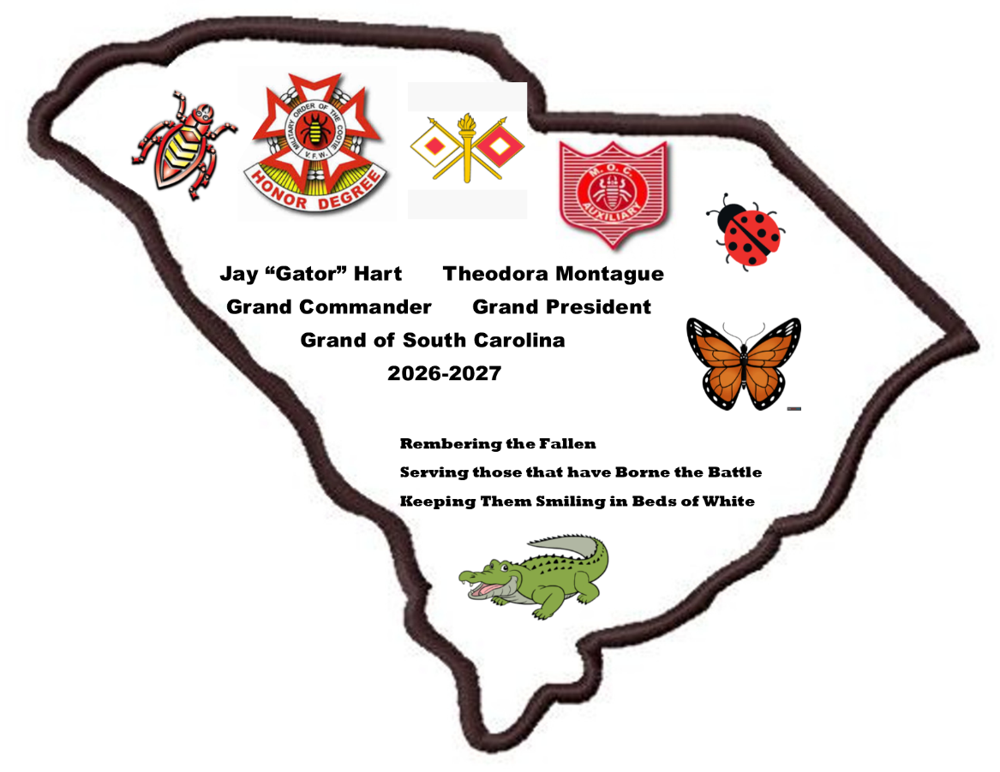 MILITARY ORDER OF THE COOTIE
V.F.W.
HONOR DEGREE
M. O. C.
AUXILIARY
Jay “Gator” Hart Theodora Montague
Grand Commander Grand President
Grand of South Carolina
2026-2027
Rembering the Fallen
Serving those that have Borne the Battle
Keeping Them Smiling in Beds of White